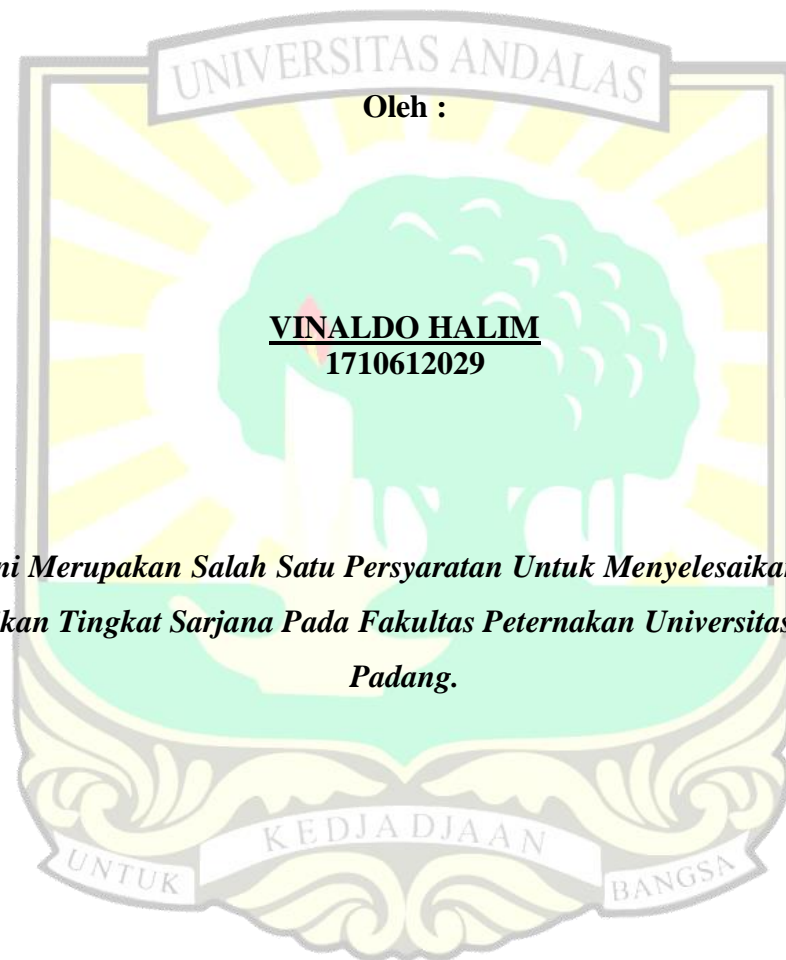 UNIVERSITAS ANDALAS
Oleh :
VINALDO HALIM
1710612029
ni Merupakan Salah Satu Persyaratan Untuk Menyelesaikan
kan Tingkat Sarjana Pada Fakultas Peternakan Universitas
Padang.
UNTUK KEDJADJAAN BANGSA